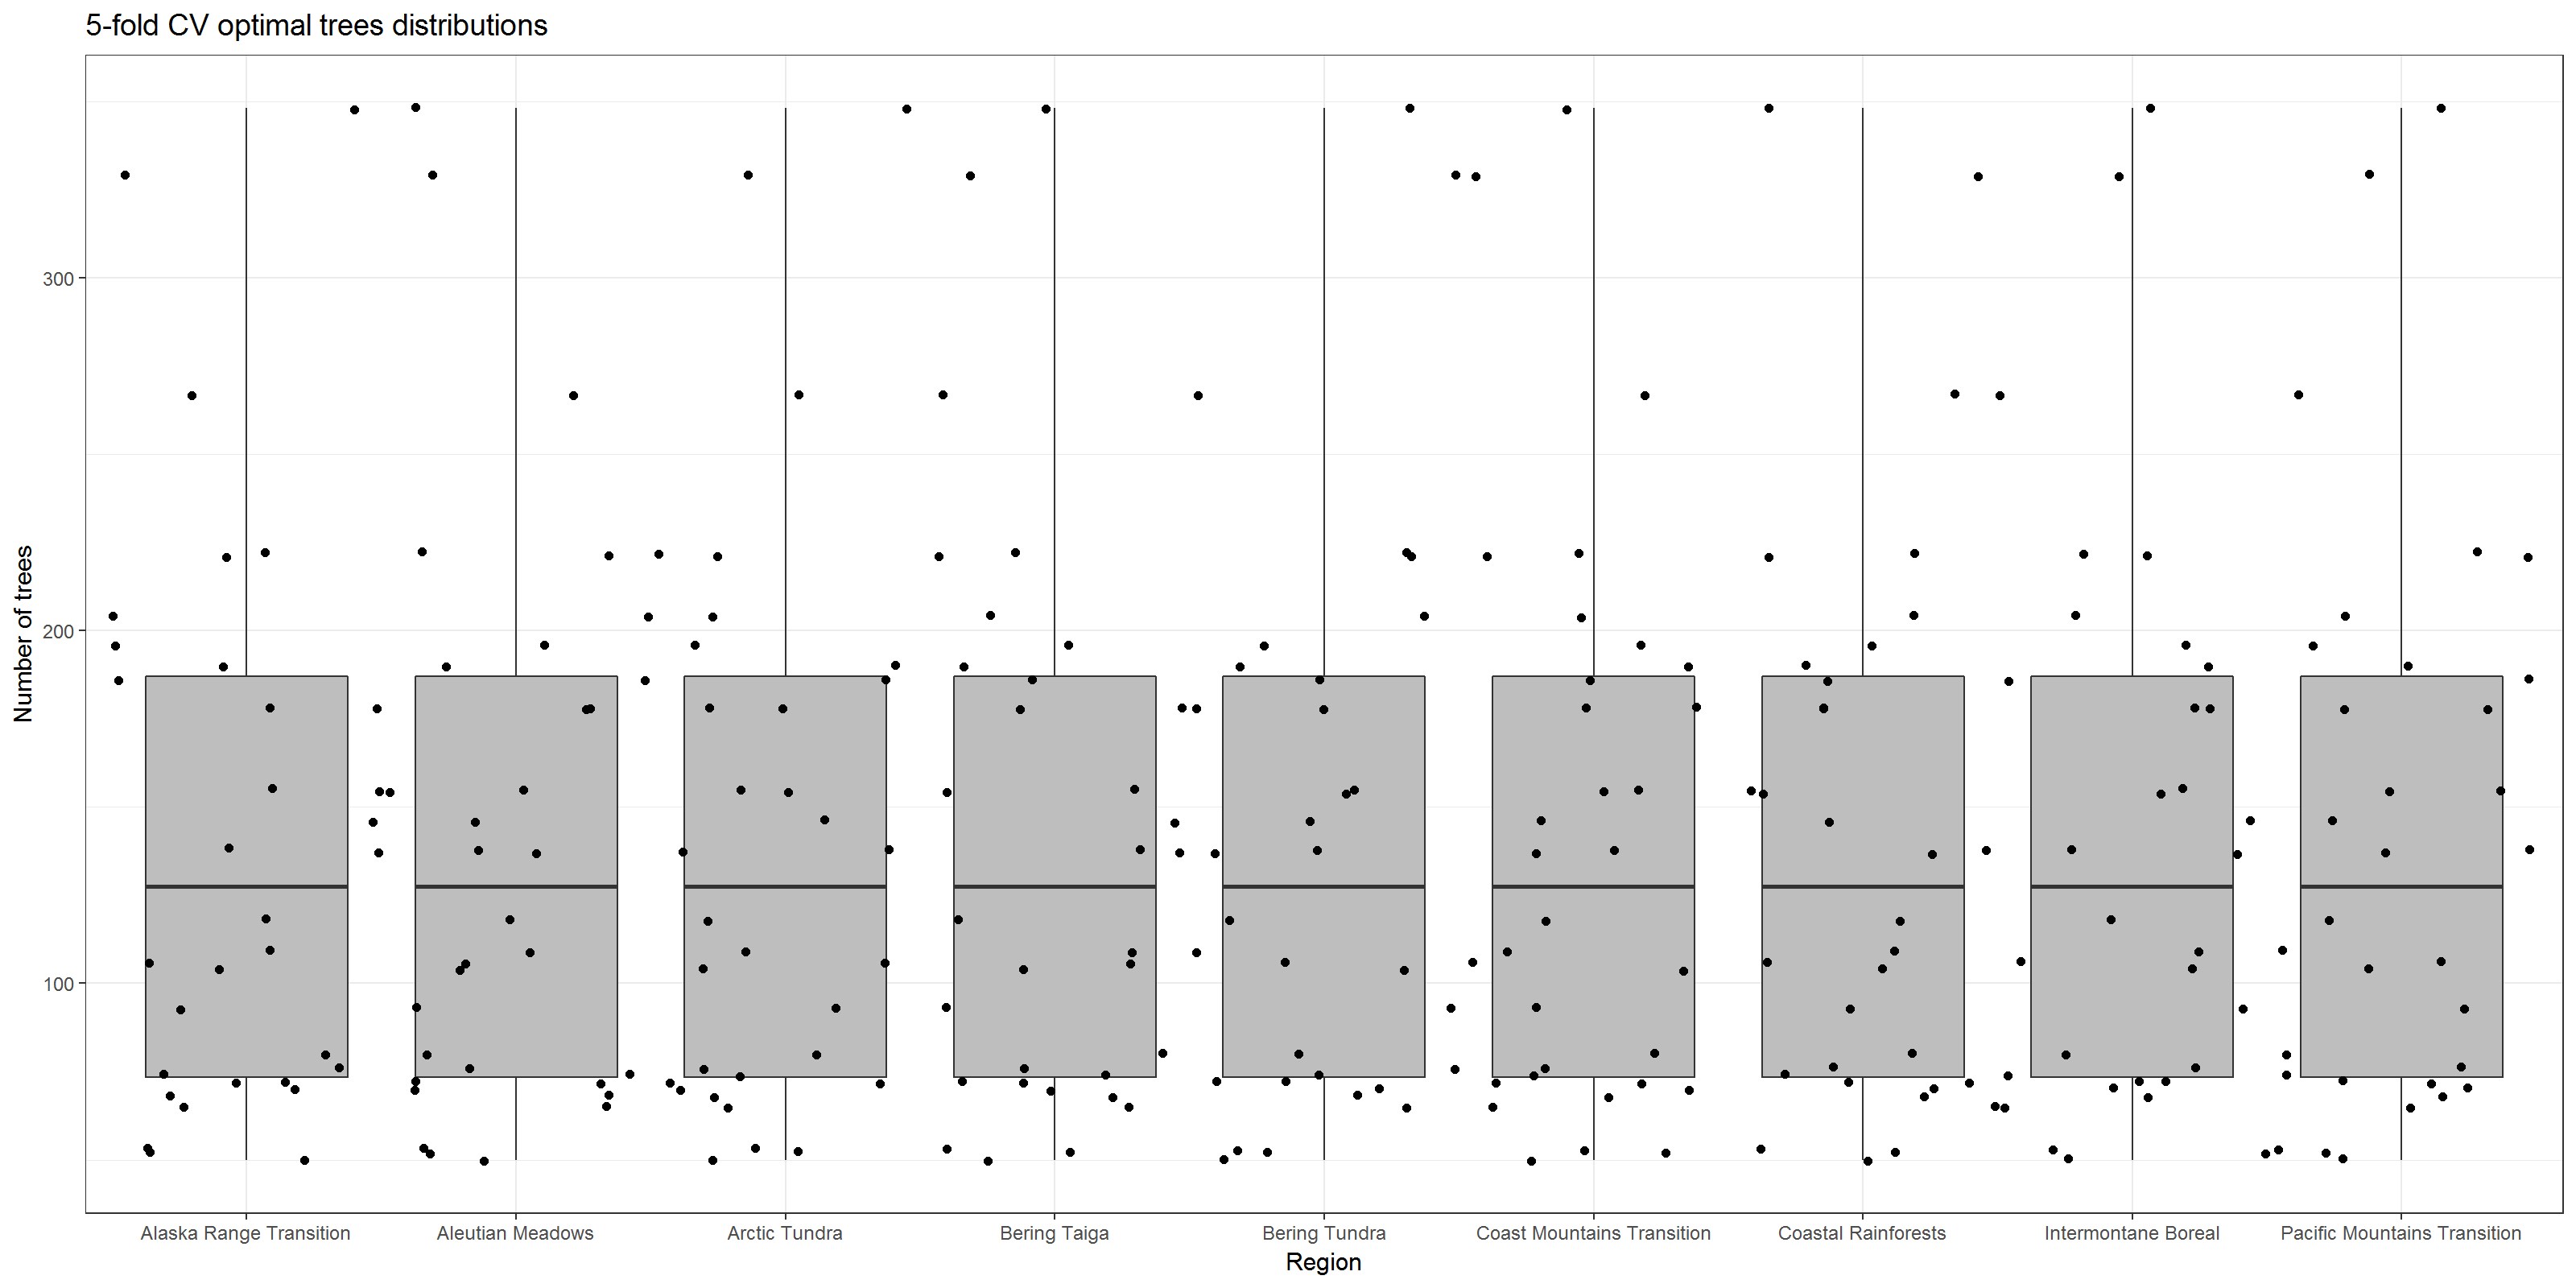 5-fold CV optimal trees distributions
Number of trees
300
200
100
Alaska Range Transition
Aleutian Meadows
Arctic Tundra
Bering Taiga
Bering Tundra
Coast Mountains Transition
Coastal Rainforests
Intermontane Boreal
Pacific Mountains Transition
Region